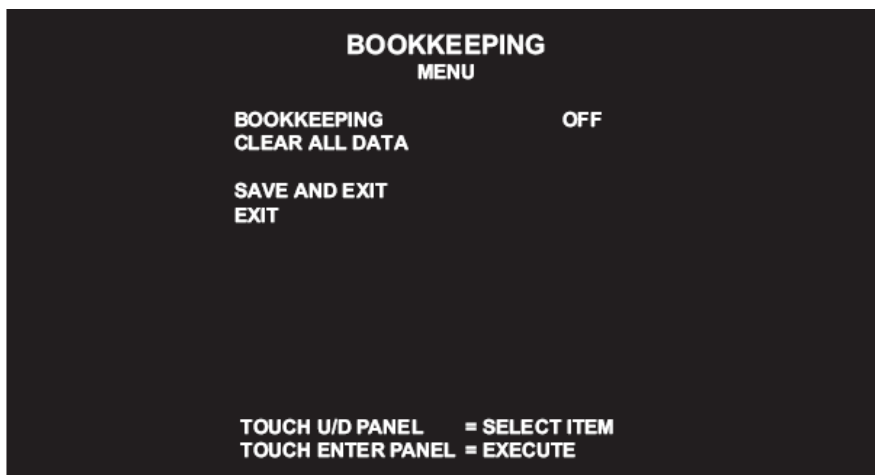 BOOKKEEPING
MENU
BOOKKEEPING OFF
CLEAR ALL DATA
SAVE AND EXIT
EXIT
TOUCH U/D PANEL = SELECT ITEM
TOUCH ENTER PANEL = EXECUTE